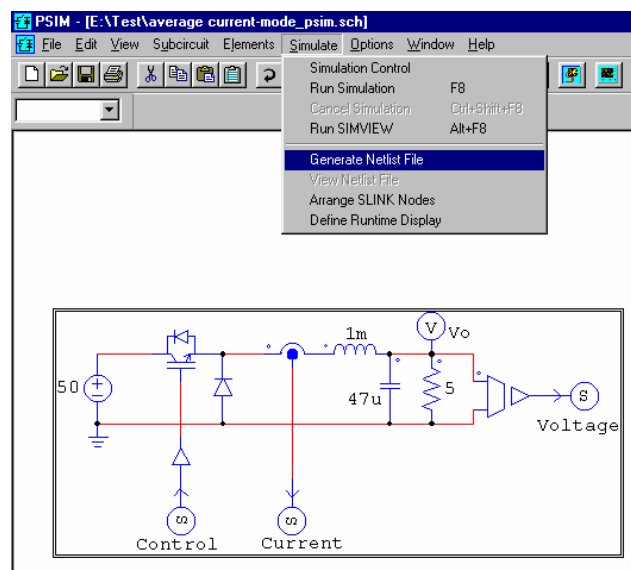 PSIM - [E:\Test\average current-mode_psim.sch]
File Edit View Subcircuit Elements Simulate Options Window Help
Simulation Control
Run Simulation F8
Cancel Simulation Ctrl+Shift+F8
Run SIMVIEW Alt+F8
Generate Netlist File
View Netlist File
Arrange SLINK Nodes
Define Runtime Display
1m
V Vo
50
47u
5
S
Voltage
S
S
Control
Current